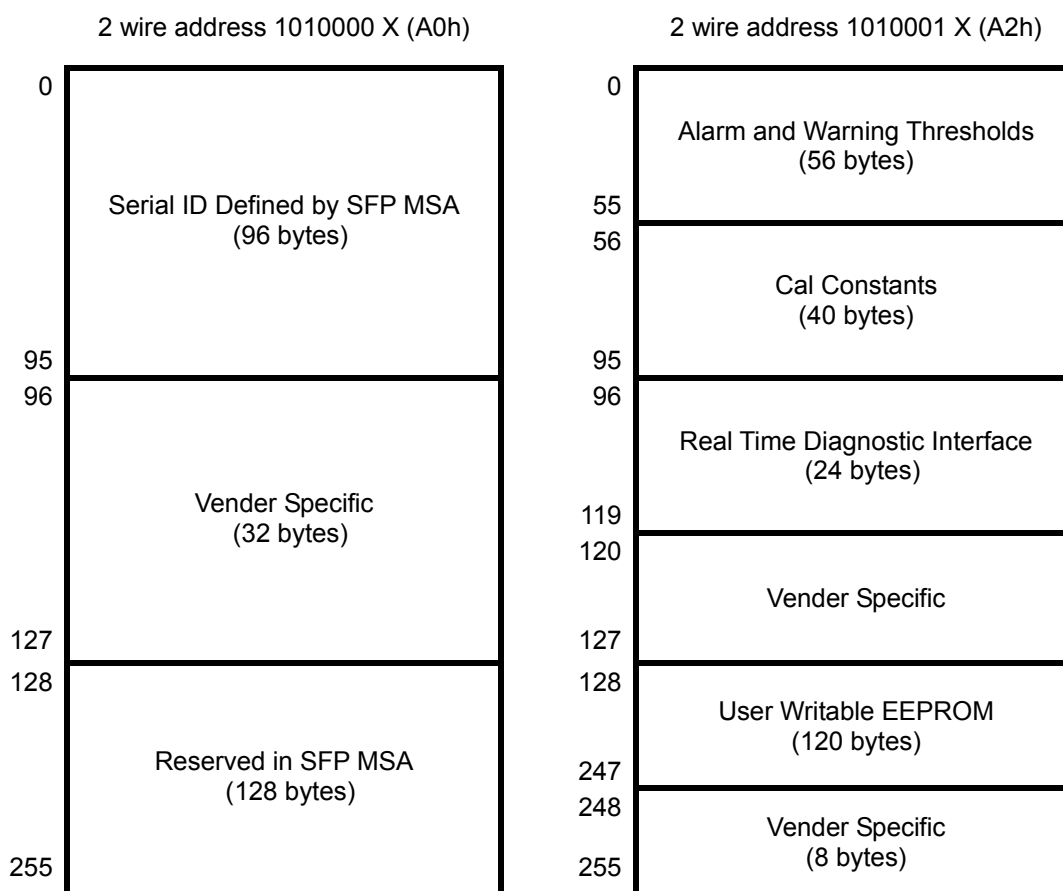 2 wire address 1010000 X (A0h)
0
Serial ID Defined by SFP MSA
(96 bytes)
95
96
Vender Specific
(32 bytes)
127
128
Reserved in SFP MSA
(128 bytes)
255
2 wire address 1010001 X (A2h)
0
Alarm and Warning Thresholds
(56 bytes)
55
56
Cal Constants
(40 bytes)
95
96
Real Time Diagnostic Interface
(24 bytes)
119
120
Vender Specific
127
128
User Writable EEPROM
(120 bytes)
247
248
Vender Specific
(8 bytes)
255